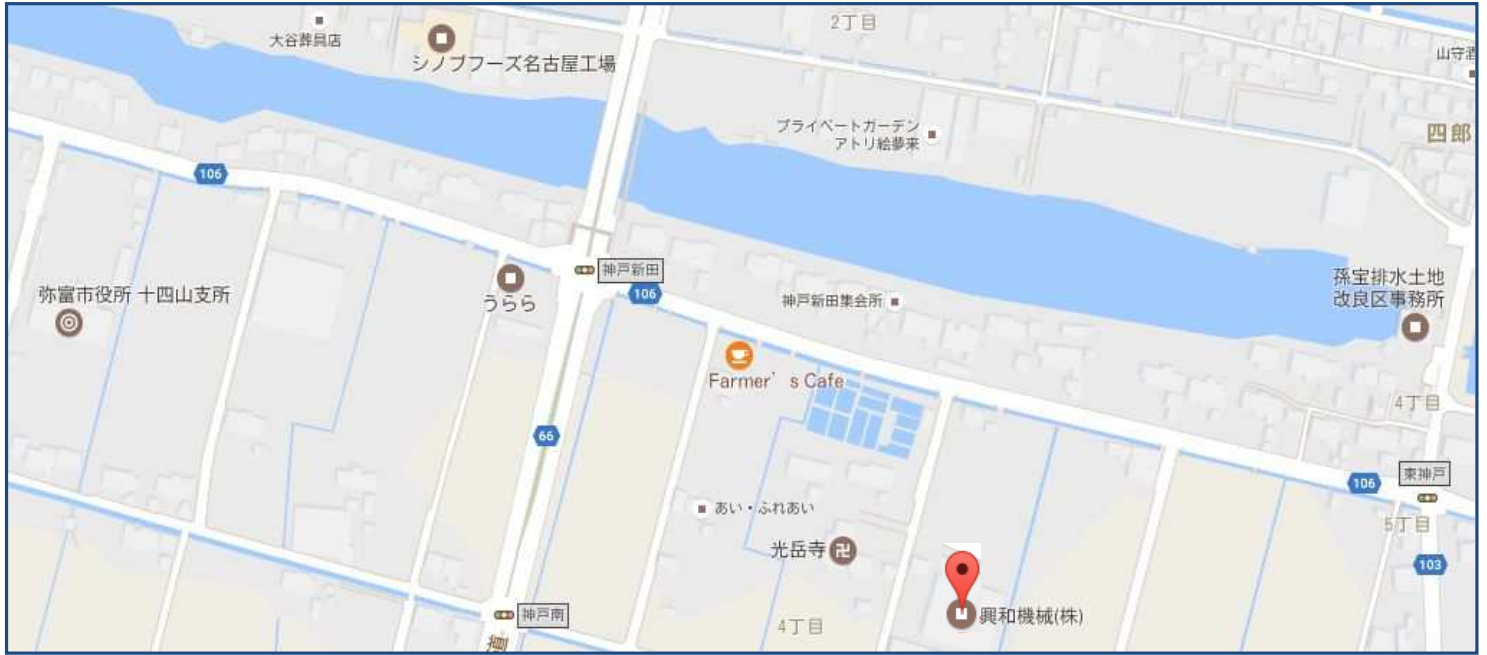 大谷葬具店
シノブフーズ名古屋工場
2丁目
山守酒
プライベートガーデン
アトリ絵夢来
四郎
106
弥富市役所 十四山支所
うらら
神戸新田
106
神戸新田集会所
孫宝排水土地
改良区事務所
Farmer's Cafe
4丁目
66
106
東神戸
あい・ふれあい
5丁目
光岳寺
103
神戸南
道
4丁目
興和機械(株)